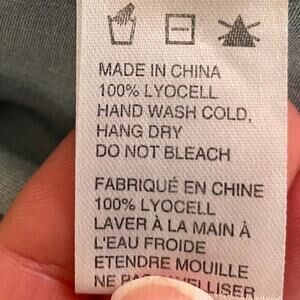 MADE IN CHINA
100% LYOCELL
HAND WASH COLD,
HANG DRY
DO NOT BLEACH
FABRIQUÉ EN CHINE
100% LYOCELL
LAVER À LA MAIN À
L'EAU FROIDE
ETENDRE MOUILLE
NE